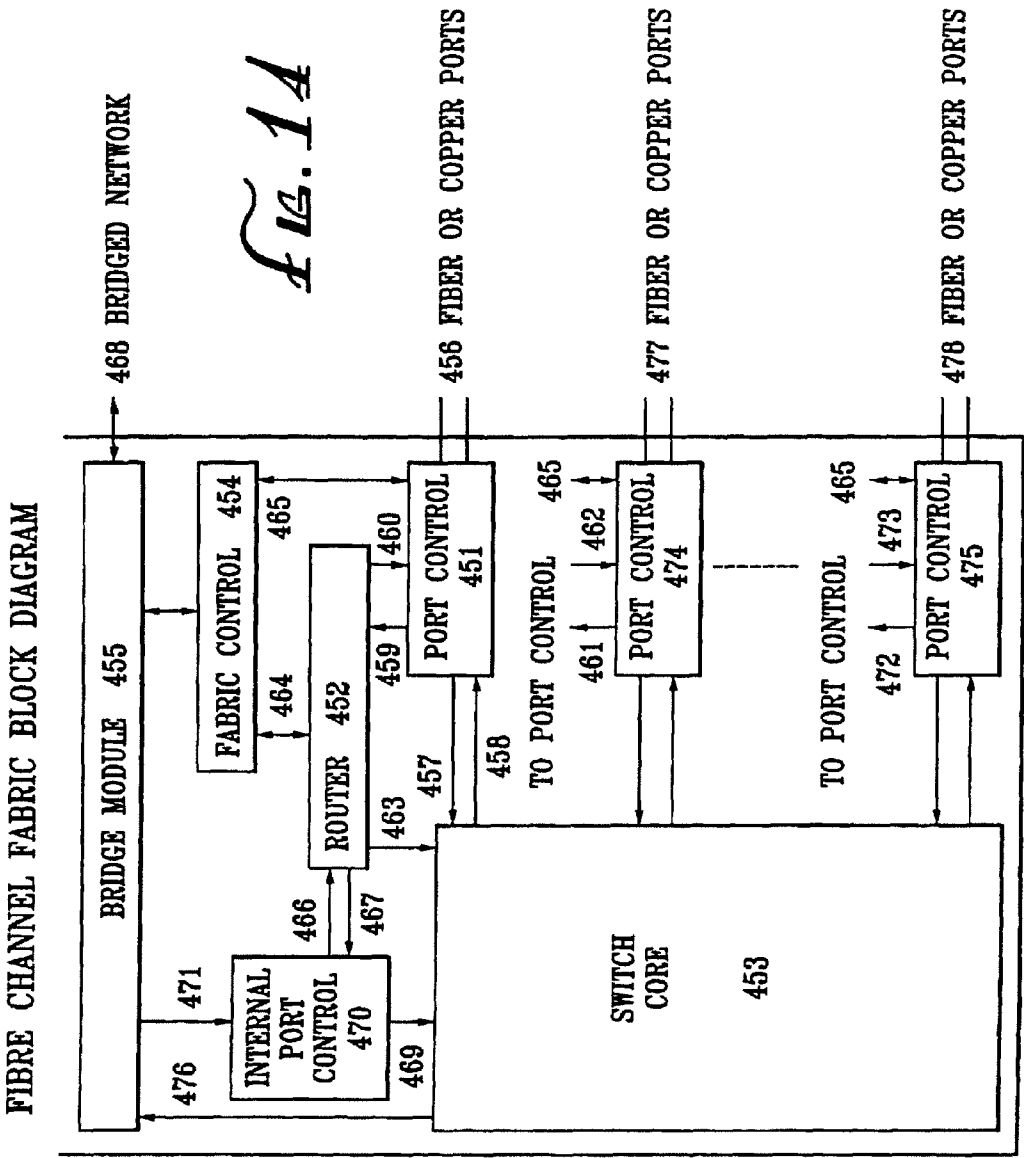 FIBRE CHANNEL FABRIC BLOCK DIAGRAM
FIG. 14
BRIDGE MODULE 455
468 BRIDGED NETWORK
476
471
FABRIC CONTROL 454
464
465
INTERNAL
PORT
CONTROL
470
466
467
469
ROUTER 452
463
459
460
PORT CONTROL
451
456 FIBER OR COPPER PORTS
457
458
TO PORT CONTROL
461
462
465
PORT CONTROL
474
477 FIBER OR COPPER PORTS
TO PORT CONTROL
472
473
465
PORT CONTROL
475
478 FIBER OR COPPER PORTS
SWITCH
CORE
453